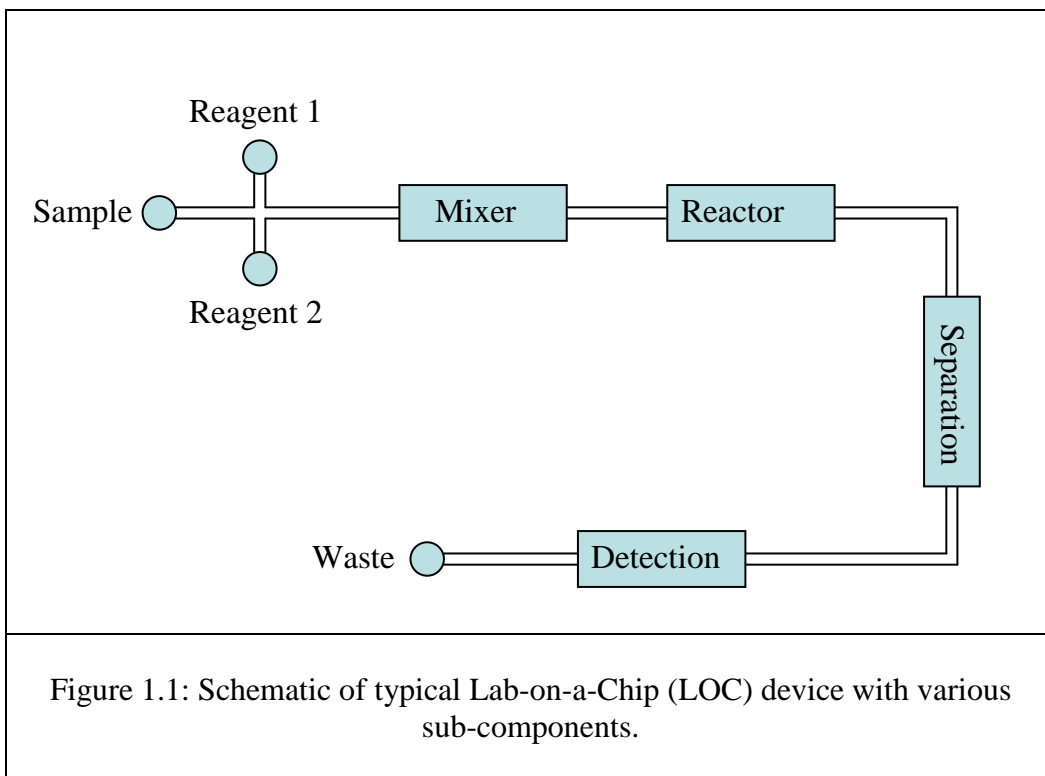 Reagent 1
Sample
Mixer
Reactor
Reagent 2
Separation
Waste
Detection
Figure 1.1: Schematic of typical Lab-on-a-Chip (LOC) device with various
sub-components.